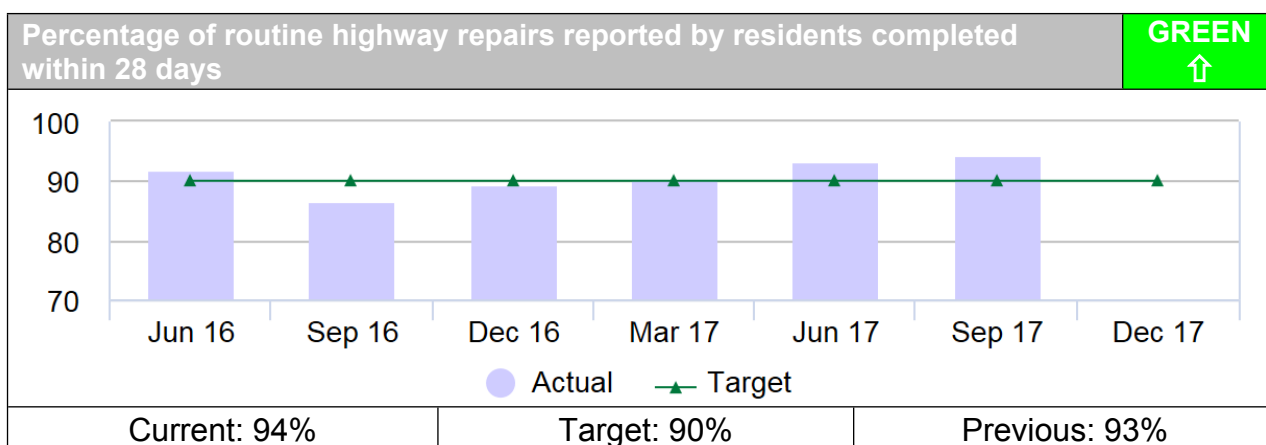 Percentage of routine highway repairs reported by residents completed
within 28 days
GREEN
⇧
100
90
80
70
Jun 16 Sep 16 Dec 16 Mar 17 Jun 17 Sep 17 Dec 17
Actual Target
Current: 94% Target: 90% Previous: 93%